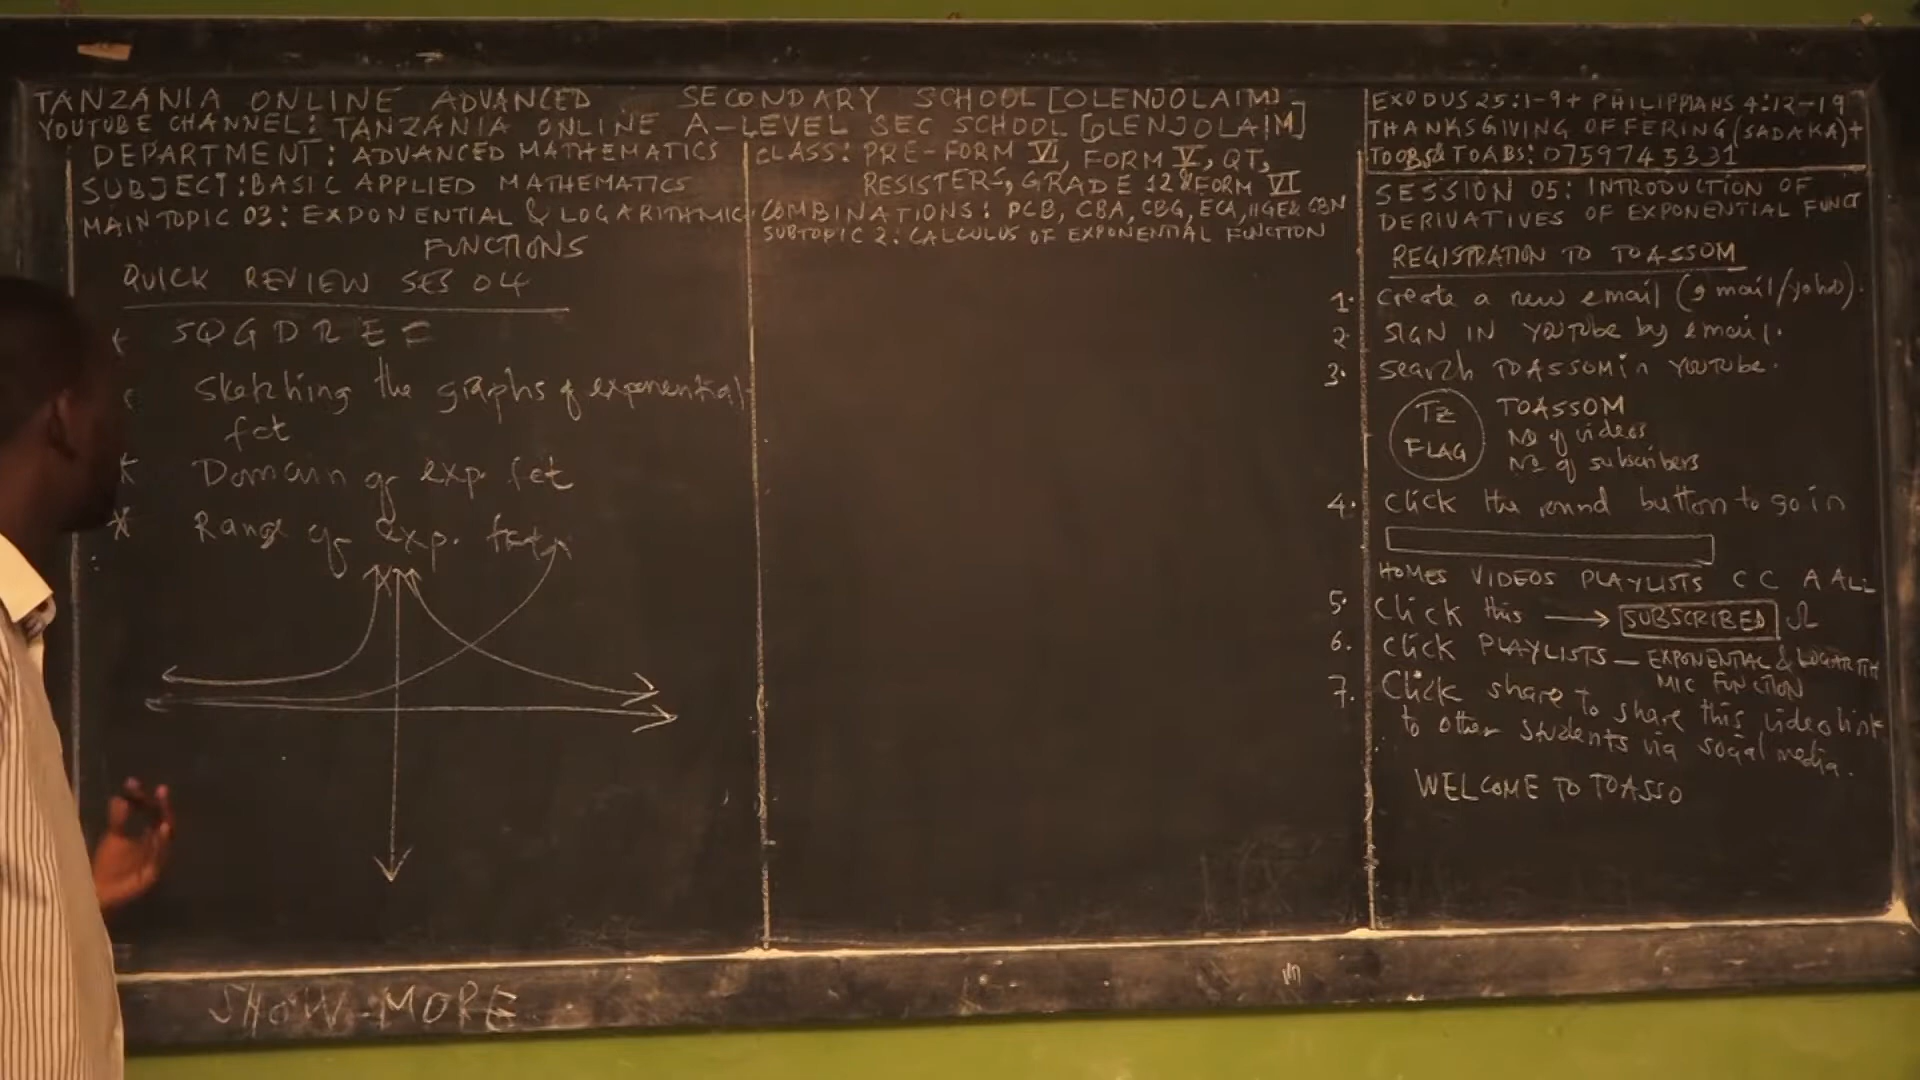 TANZANIA ONLINE ADVANCED SECONDARY SCHOOL [OLENJOLAIM]
YOUTUBE CHANNEL: TANZANIA ONLINE A-LEVEL SEC SCHOOL [OLENJOLAIM]
DEPARTMENT: ADVANCED MATHEMATICS
SUBJECT: BASIC APPLIED MATHEMATICS
MAIN TOPIC 03: EXPONENTIAL & LOGARITHMIC
FUNCTIONS
QUICK REVIEW SES 04
SQGDREF
* Sketching the graphs of exponential
fct
* Domain of exp. fct
* Range of exp.
SHOW MORE
CLASS: PRE-FORM VI, FORM V, QT,
RESISTERS, GRADE 12 & FORM VI
COMBINATIONS: PCB, CBA, CBG, ECA, HGE & CBN
SUBTOPIC 2: CALCULUS OF EXPONENTIAL FUNCTION
EXODUS 25:1-9 + PHILIPPIANS 4:12-19
THANKSGIVING OFFERING (SADAKA) +
TOOBS & TOABS: 0759745331
SESSION 05: INTRODUCTION OF
DERIVATIVES OF EXPONENTIAL FUNCT
REGISTRATION TO TOASSOM
1. Create a new email (gmail/yahoo).
2. SIGN IN YOUTUBE by email.
3. Search TOASSOM in YOUTUBE.
TZ
FLAG
TOASSOM
No of videos
No of subscribers
4. Click the round button to go in
HOMES VIDEOS PLAYLISTS C C A ALL
5. Click this → SUBSCRIBED
6. Click PLAYLISTS — EXPONENTIAL & LOGARITH
MIC FUNCTION
7. Click share to share this video link
to other students via social media.
WELCOME TO TOASSO